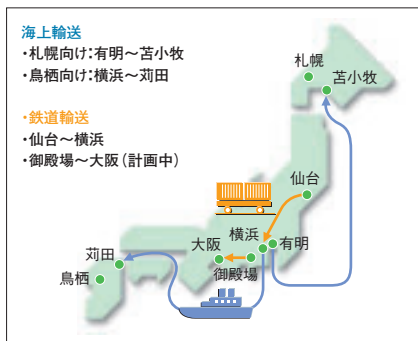 海上輸送
・札幌向け：有明～苫小牧
・鳥栖向け：横浜～苅田
・鉄道輸送
・仙台～横浜
・御殿場～大阪（計画中）
札幌
苫小牧
仙台
横浜
有明
大阪
御殿場
苅田
鳥栖